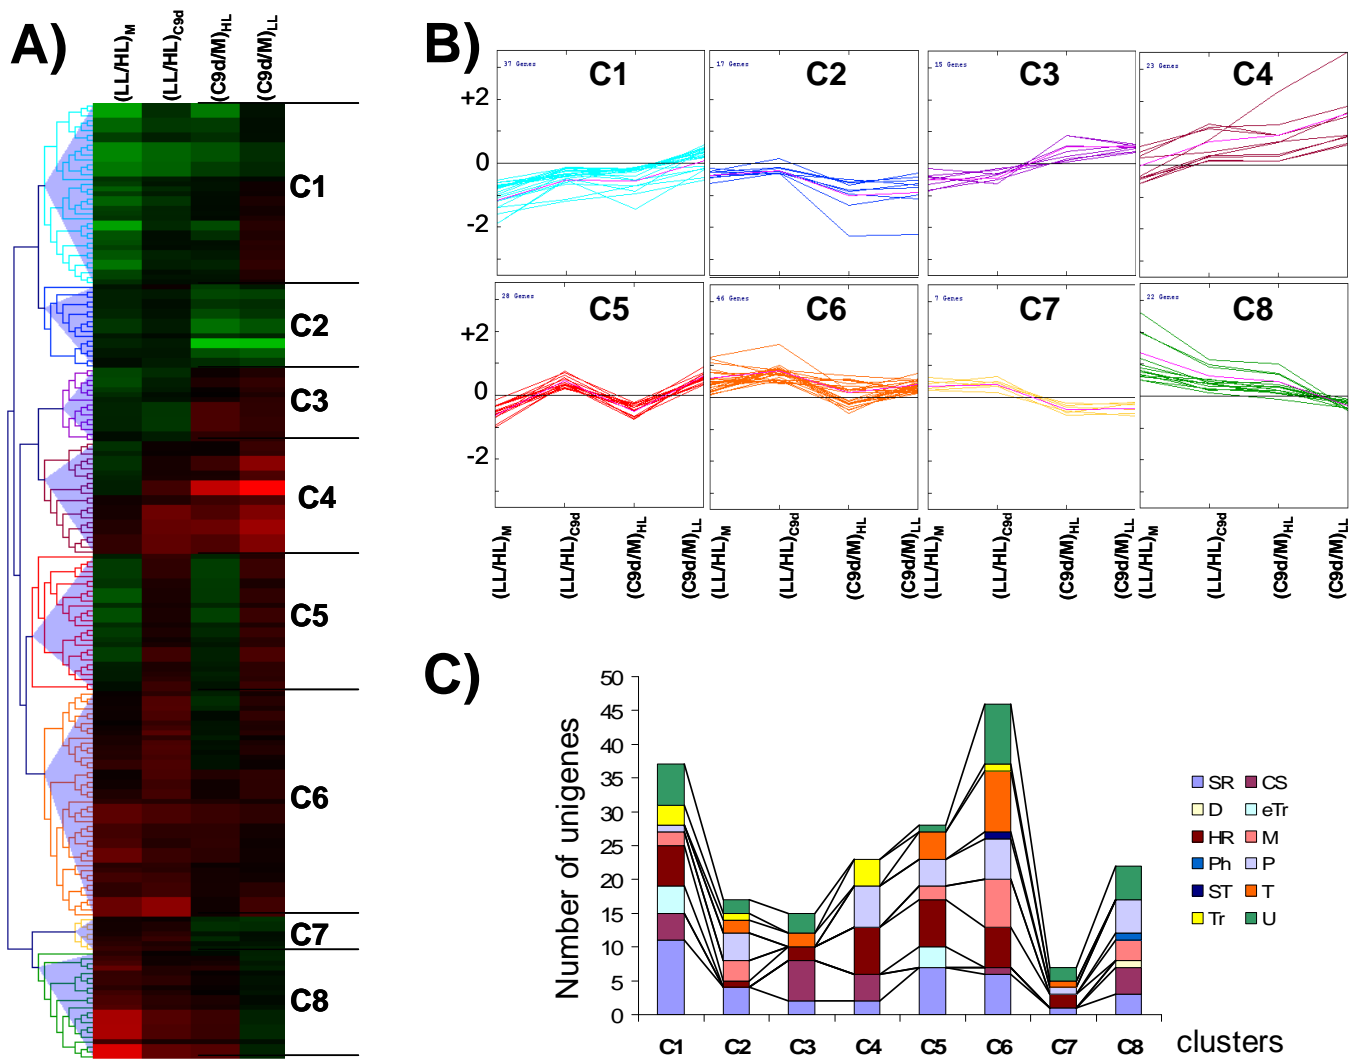 A)
(LL/HL)M
(LL/HL)C9d
(C9d/M)HL
(C9d/M)LL
C1
C2
C3
C4
C5
C6
C7
C8
B)
37 Genes
C1
17 Genes
C2
15 Genes
C3
23 Genes
C4
+2
0
-2
28 Genes
C5
46 Genes
C6
7 Genes
C7
22 Genes
C8
+2
0
-2
(LL/HL)M
(LL/HL)C9d
(C9d/M)HL
(C9d/M)LL
(LL/HL)M
(LL/HL)C9d
(C9d/M)HL
(C9d/M)LL
(LL/HL)M
(LL/HL)C9d
(C9d/M)HL
(C9d/M)LL
(LL/HL)M
(LL/HL)C9d
(C9d/M)HL
(C9d/M)LL
C)
Number of unigenes
50
45
40
35
30
25
20
15
10
5
0
C1 C2 C3 C4 C5 C6 C7 C8
clusters
SR CS
D eTr
HR M
Ph P
ST T
Tr U